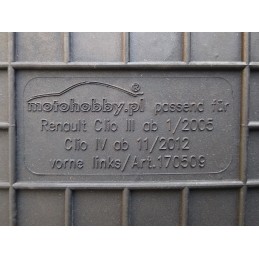 motohobby.pl ® passend für
Renault Clio III ab 1/2005
Clio IV ab 11/2012
vorne links/Art.170509